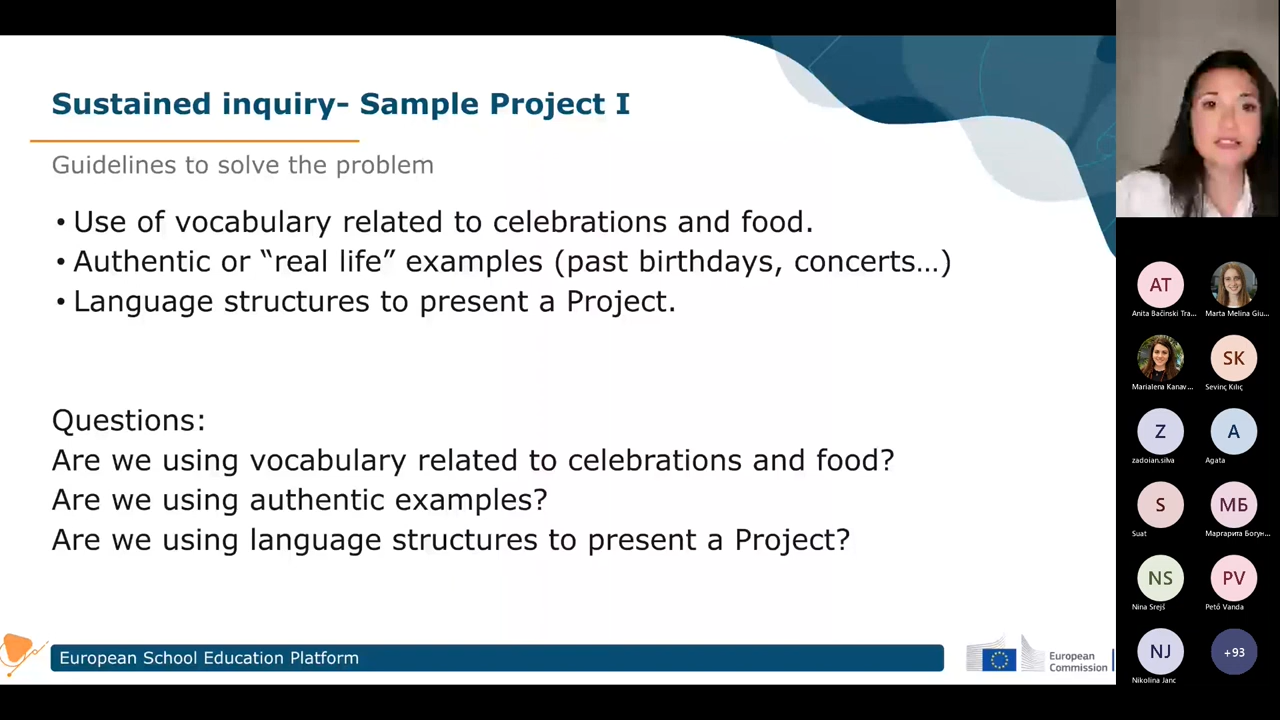 Sustained inquiry- Sample Project I
Guidelines to solve the problem
• Use of vocabulary related to celebrations and food.
• Authentic or “real life” examples (past birthdays, concerts…)
• Language structures to present a Project.
Questions:
Are we using vocabulary related to celebrations and food?
Are we using authentic examples?
Are we using language structures to present a Project?
European School Education Platform
European
Commission
AT
Anita Bačinski Tra...
Marta Melina Giu...
Marialena Kanav...
SK
Sevinç Kılıç
Z
zadoian.silva
A
Agata
S
Suat
МБ
Маргарита Богун...
NS
Nina Srejš
PV
Pető Vanda
NJ
Nikolina Janc
+93